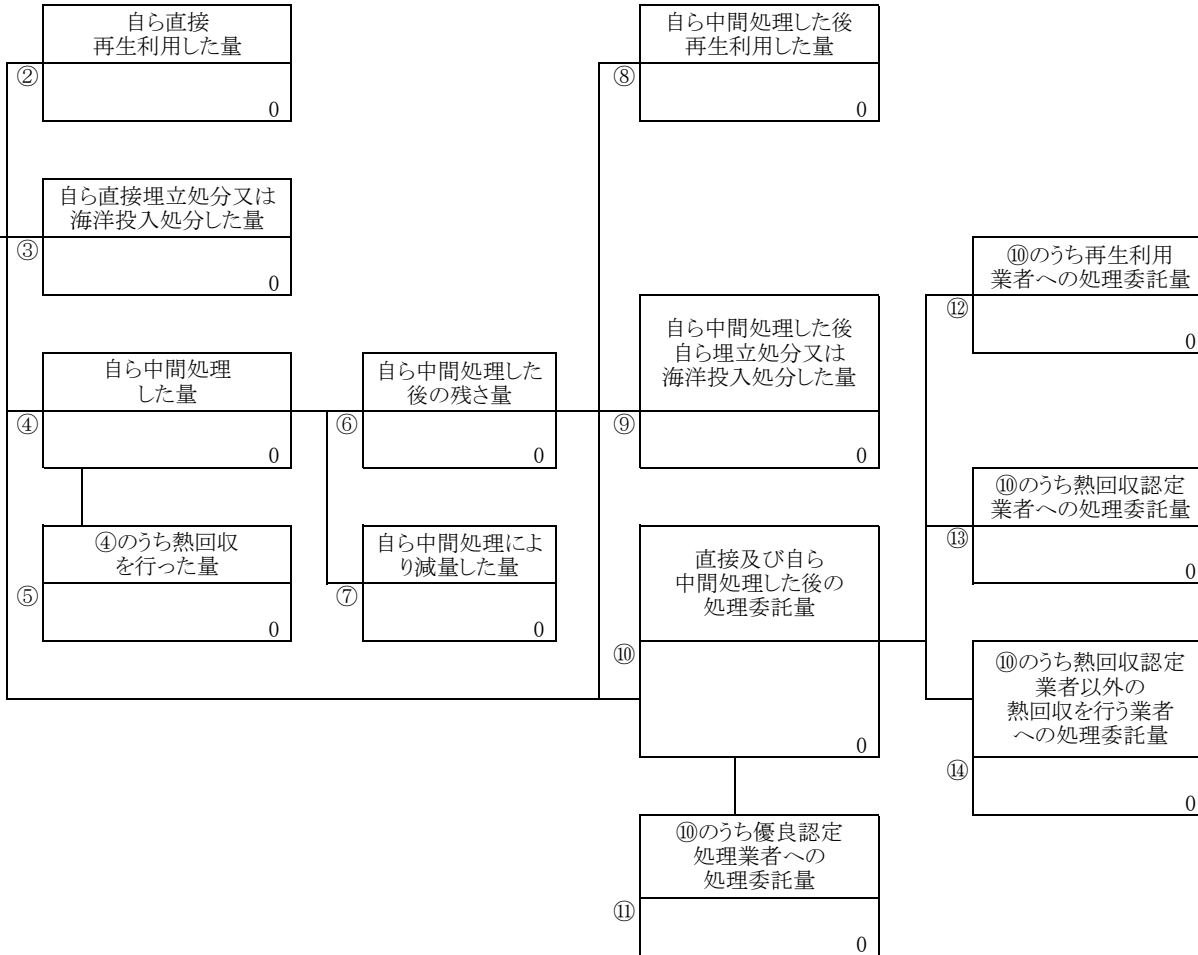 自ら直接
再生利用した量
②
0
自ら直接埋立処分又は
海洋投入処分した量
③
0
自ら中間処理
した量
④
0
④のうち熱回収
を行った量
⑤
0
自ら中間処理した
後の残さ量
⑥
0
自ら中間処理によ
り減量した量
⑦
0
自ら中間処理した後
再生利用した量
⑧
0
自ら中間処理した後
自ら埋立処分又は
海洋投入処分した量
⑨
0
直接及び自ら
中間処理した後の
処理委託量
⑩
0
⑩のうち優良認定
処理業者への
処理委託量
⑪
0
⑩のうち再生利用
業者への処理委託量
⑫
0
⑩のうち熱回収認定
業者への処理委託量
⑬
0
⑩のうち熱回収認定
業者以外の
熱回収を行う業者
への処理委託量
⑭
0